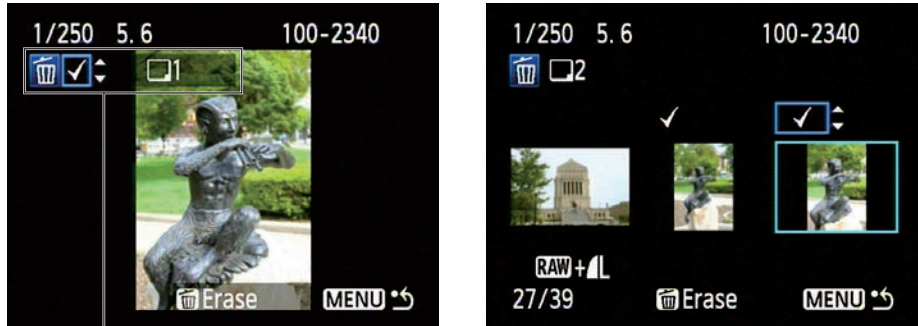 1/250 5.6 100-2340
1
Erase MENU
1/250 5.6 100-2340
2
RAW+L
27/39 Erase MENU